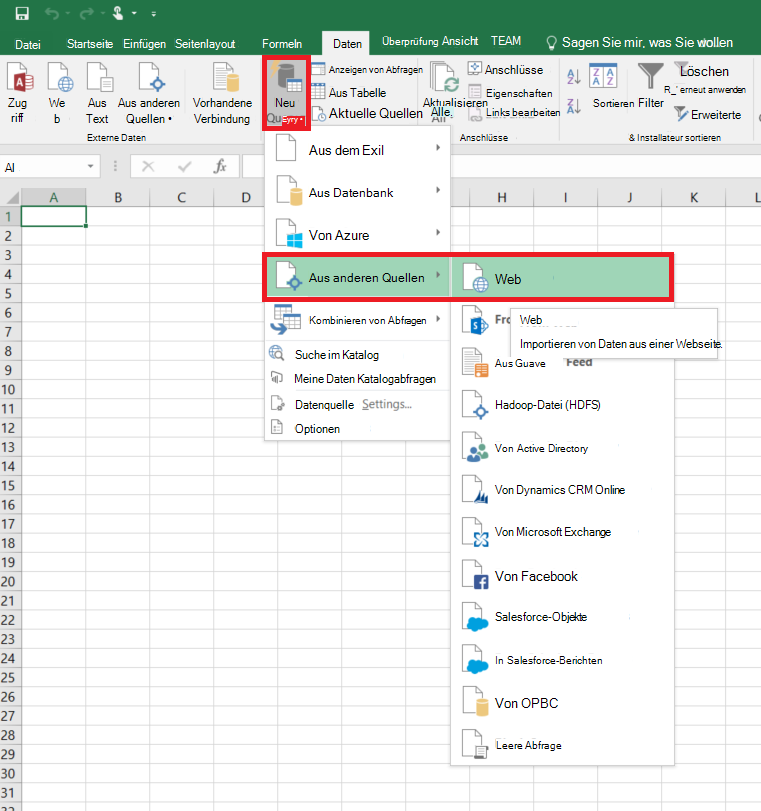 Datei Startseite Einfügen Seitenlayout Formeln Daten Überprüfung Ansicht TEAM Sagen Sie mir, was Sie wollen
Zug
riff
We
b
Aus
Text
Aus anderen
Quellen
Vorhandene
Verbindung
Neu
Anzeigen von Abfragen
Aus Tabelle
Aktuelle Quellen
Aktualisieren
Alle.
Anschlüsse
Eigenschaften
Links bearbeiten
Sortieren
Filter
Löschen
erneut anwenden
Erweiterte
Externe Daten
Anschlüsse
& Installateur sortieren
AI
fx
A B C D H I J K L
1
2
3
4
5
6
7
8
9
10
11
12
13
14
15
16
17
18
19
20
21
22
23
24
25
26
27
28
29
30
31
Aus dem Exil
Aus Datenbank
Von Azure
Aus anderen Quellen
Kombinieren von Abfragen
Suche im Katalog
Meine Daten Katalogabfragen
Datenquelle Settings...
Optionen
Web
Web
Importieren von Daten aus einer Webseite.
Aus Guave Feed
Hadoop-Datei (HDFS)
Von Active Directory
Von Dynamics CRM Online
Von Microsoft Exchange
Von Facebook
Salesforce-Objekte
In Salesforce-Berichten
Von OPBC
Leere Abfrage